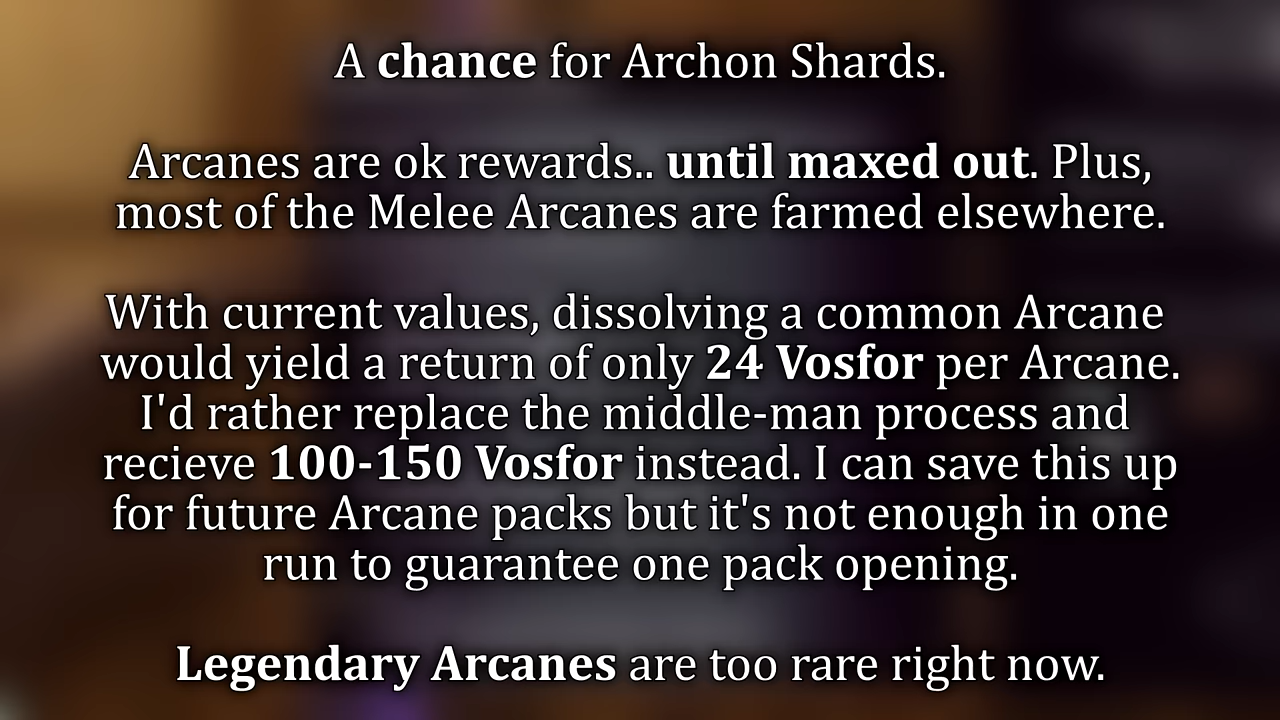 A chance for Archon Shards.
Arcanes are ok rewards.. until maxed out. Plus,
most of the Melee Arcanes are farmed elsewhere.
With current values, dissolving a common Arcane
would yield a return of only 24 Vosfor per Arcane.
I'd rather replace the middle-man process and
recieve 100-150 Vosfor instead. I can save this up
for future Arcane packs but it's not enough in one
run to guarantee one pack opening.
Legendary Arcanes are too rare right now.